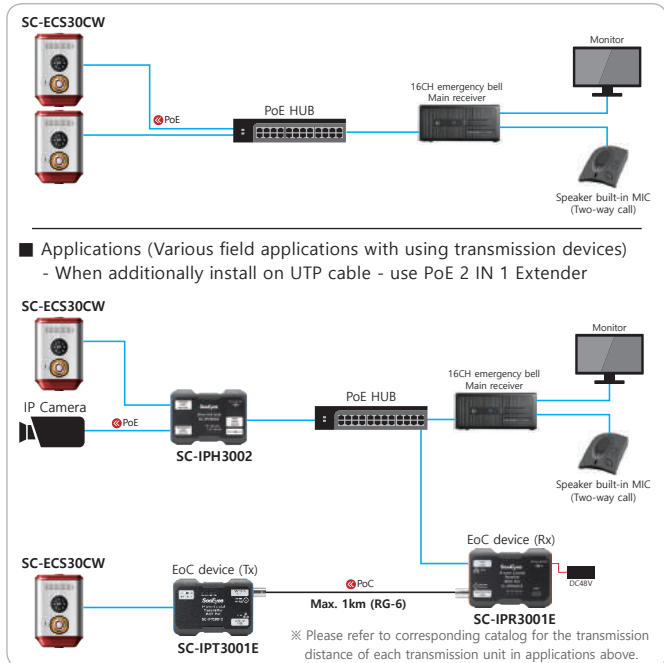 SC-ECS30CW
Monitor
16CH emergency bell
Main receiver
PoE HUB
PoE
Speaker built-in MIC
(Two-way call)
■ Applications (Various field applications with using transmission devices)
- When additionally install on UTP cable - use PoE 2 IN 1 Extender
SC-ECS30CW
Monitor
16CH emergency bell
Main receiver
PoE HUB
IP Camera
PoE
SooEyes
SC-IPH3002
Speaker built-in MIC
(Two-way call)
SC-ECS30CW
EoC device (Tx)
EoC device (Rx)
PoC
SooEyes
SooEyes
DC48V
Max. 1km (RG-6)
SC-IPT3001E
SC-IPR3001E
※ Please refer to corresponding catalog for the transmission
distance of each transmission unit in applications above.